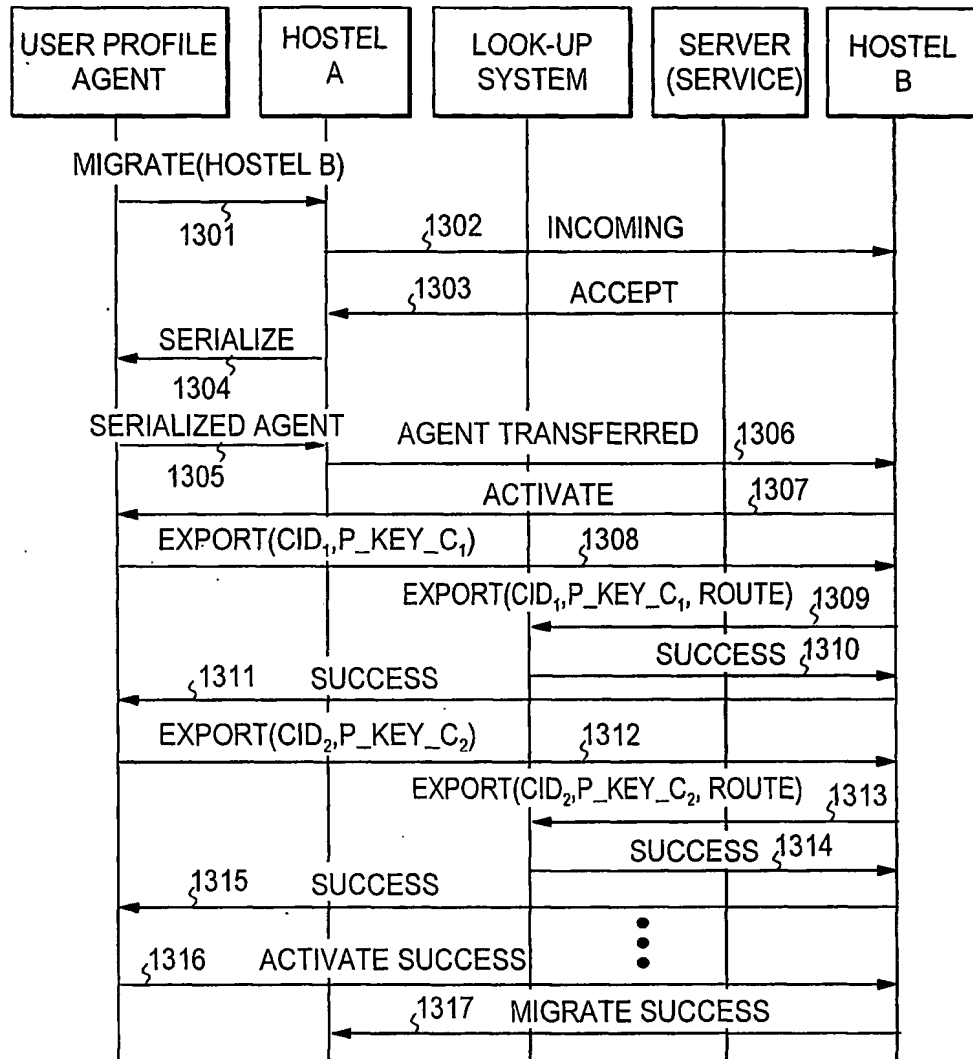 USER PROFILE
AGENT
HOSTEL
A
LOOK-UP
SYSTEM
SERVER
(SERVICE)
HOSTEL
B
MIGRATE(HOSTEL B)
1301
1302 INCOMING
1303 ACCEPT
SERIALIZE
1304
SERIALIZED AGENT
1305
AGENT TRANSFERRED 1306
ACTIVATE 1307
EXPORT(CID₁,P_KEY_C₁) 1308
EXPORT(CID₁,P_KEY_C₁, ROUTE) 1309
SUCCESS 1310
1311 SUCCESS
EXPORT(CID₂,P_KEY_C₂) 1312
EXPORT(CID₂,P_KEY_C₂, ROUTE) 1313
SUCCESS 1314
1315 SUCCESS
1316 ACTIVATE SUCCESS
1317 MIGRATE SUCCESS